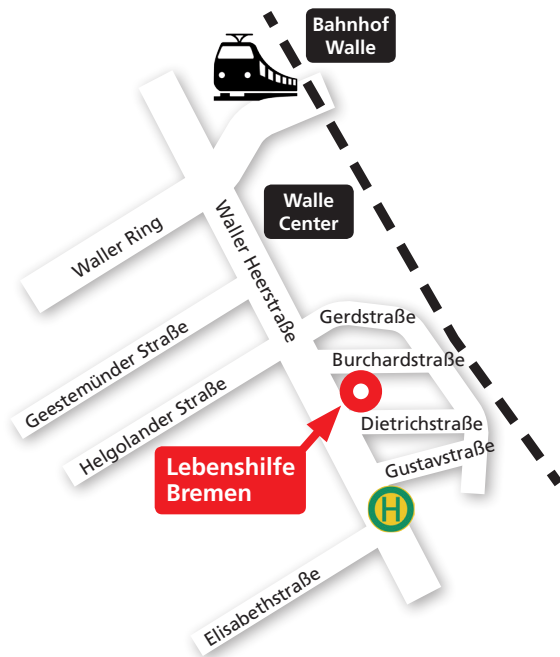 Bahnhof
Walle
Walle
Center
Waller Ring
Waller Heerstraße
Geestemünder Straße
Gerdstraße
Burchardstraße
Helgolander Straße
Dietrichstraße
Lebenshilfe
Bremen
Gustavstraße
H
Elisabethstraße